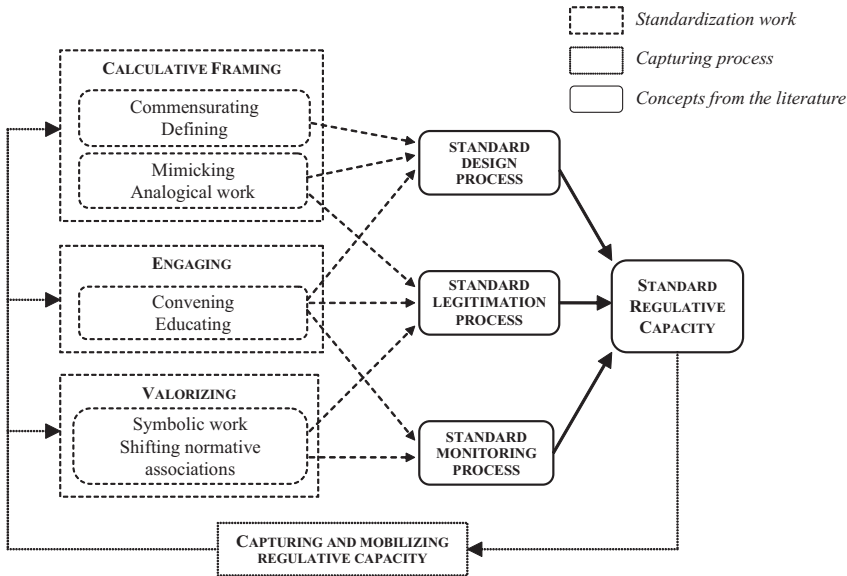 Standardization work
Capturing process
Concepts from the literature
CALCULATIVE FRAMING
Commensurating
Defining
Mimicking
Analogical work
ENGAGING
Convening
Educating
VALORIZING
Symbolic work
Shifting normative
associations
STANDARD
DESIGN
PROCESS
STANDARD
LEGITIMATION
PROCESS
STANDARD
MONITORING
PROCESS
STANDARD
REGULATIVE
CAPACITY
CAPTURING AND MOBILIZING
REGULATIVE CAPACITY